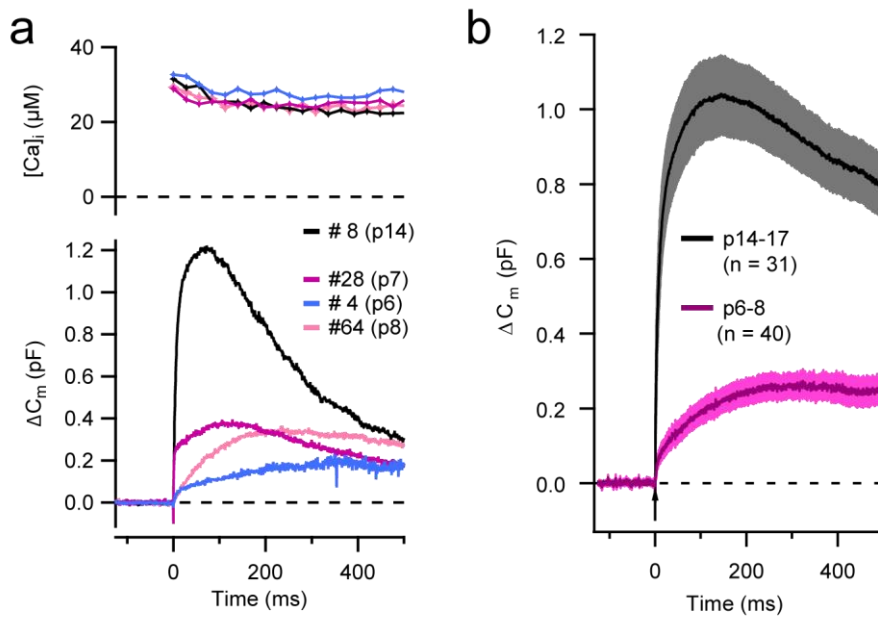 a
40
20
0
[Ca]i (µM)
# 8 (p14)
#28 (p7)
# 4 (p6)
#64 (p8)
1.2
1.0
0.8
0.6
0.4
0.2
0.0
ΔCm (pF)
0 200 400
Time (ms)
b
1.2
1.0
0.8
0.6
0.4
0.2
0.0
Δ Cm (pF)
p14-17
(n = 31)
p6-8
(n = 40)
0 200 400
Time (ms)